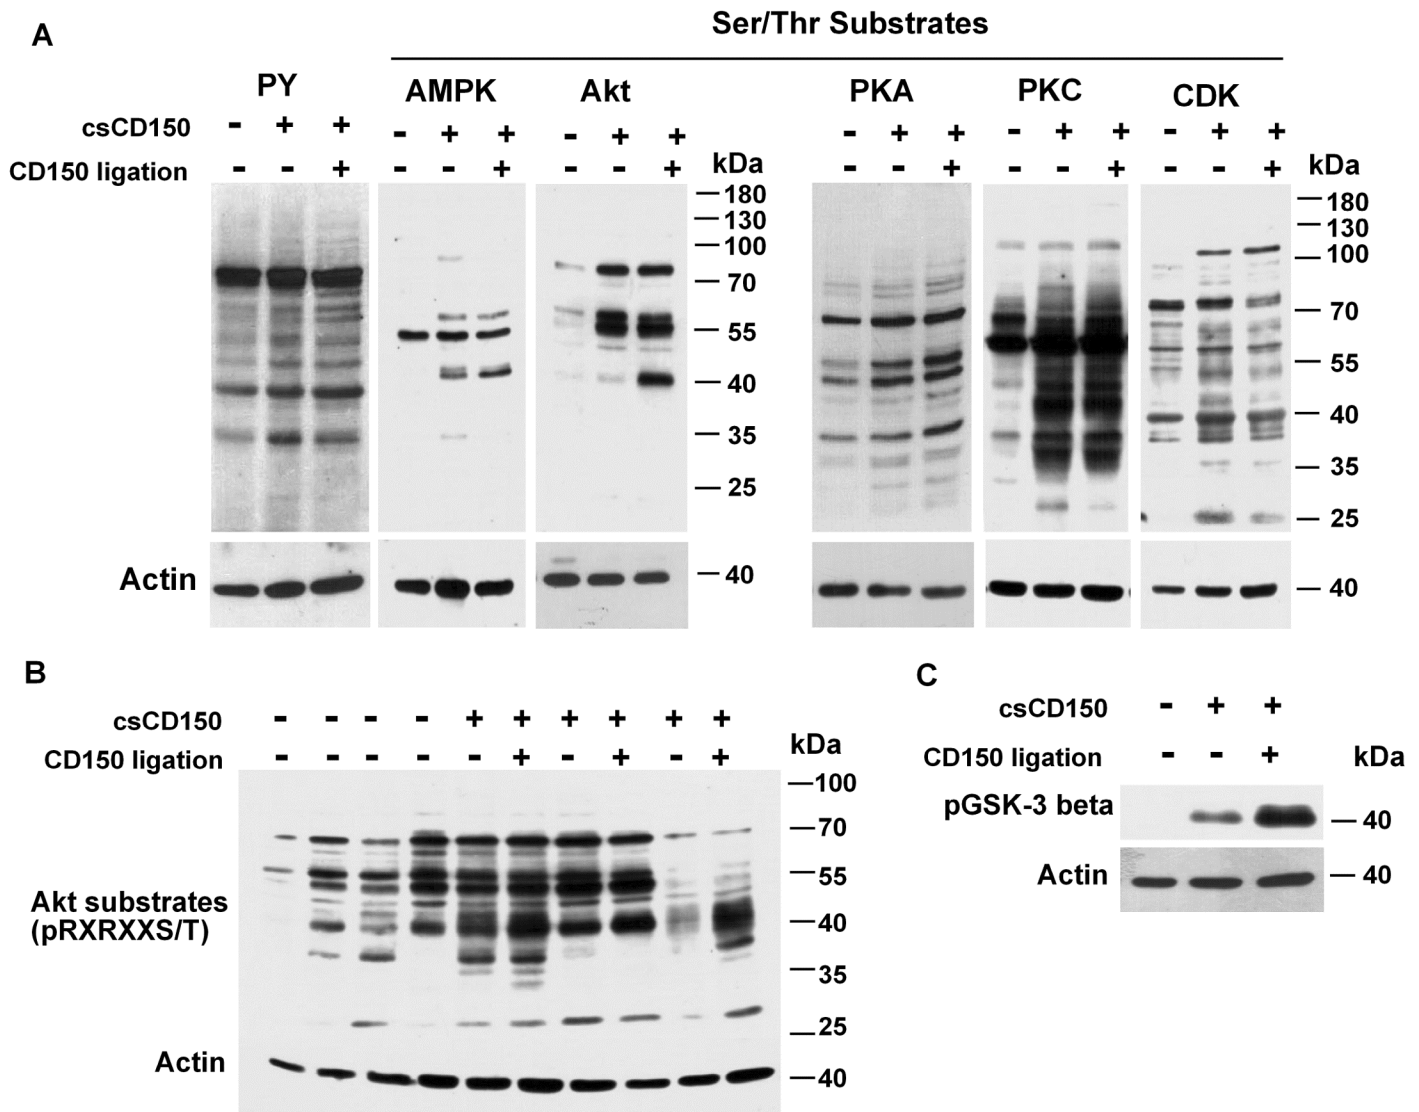 A
Ser/Thr Substrates
PY AMPK Akt PKA PKC CDK
csCD150 - + + - + + - + + - + + - + + - + +
CD150 ligation - - + - - + - - + kDa - - + - - + - - + kDa
180 180
130 130
100 100
70 70
55 55
40 40
35 35
25 25
Actin 40 40
B
csCD150 - - - - + + + + + +
CD150 ligation - - - - - + - + - + kDa
100
70
55
Akt substrates
(pRXRXXS/T)
40
35
25
Actin 40
C
csCD150 - + +
CD150 ligation - - + kDa
pGSK-3 beta 40
Actin 40